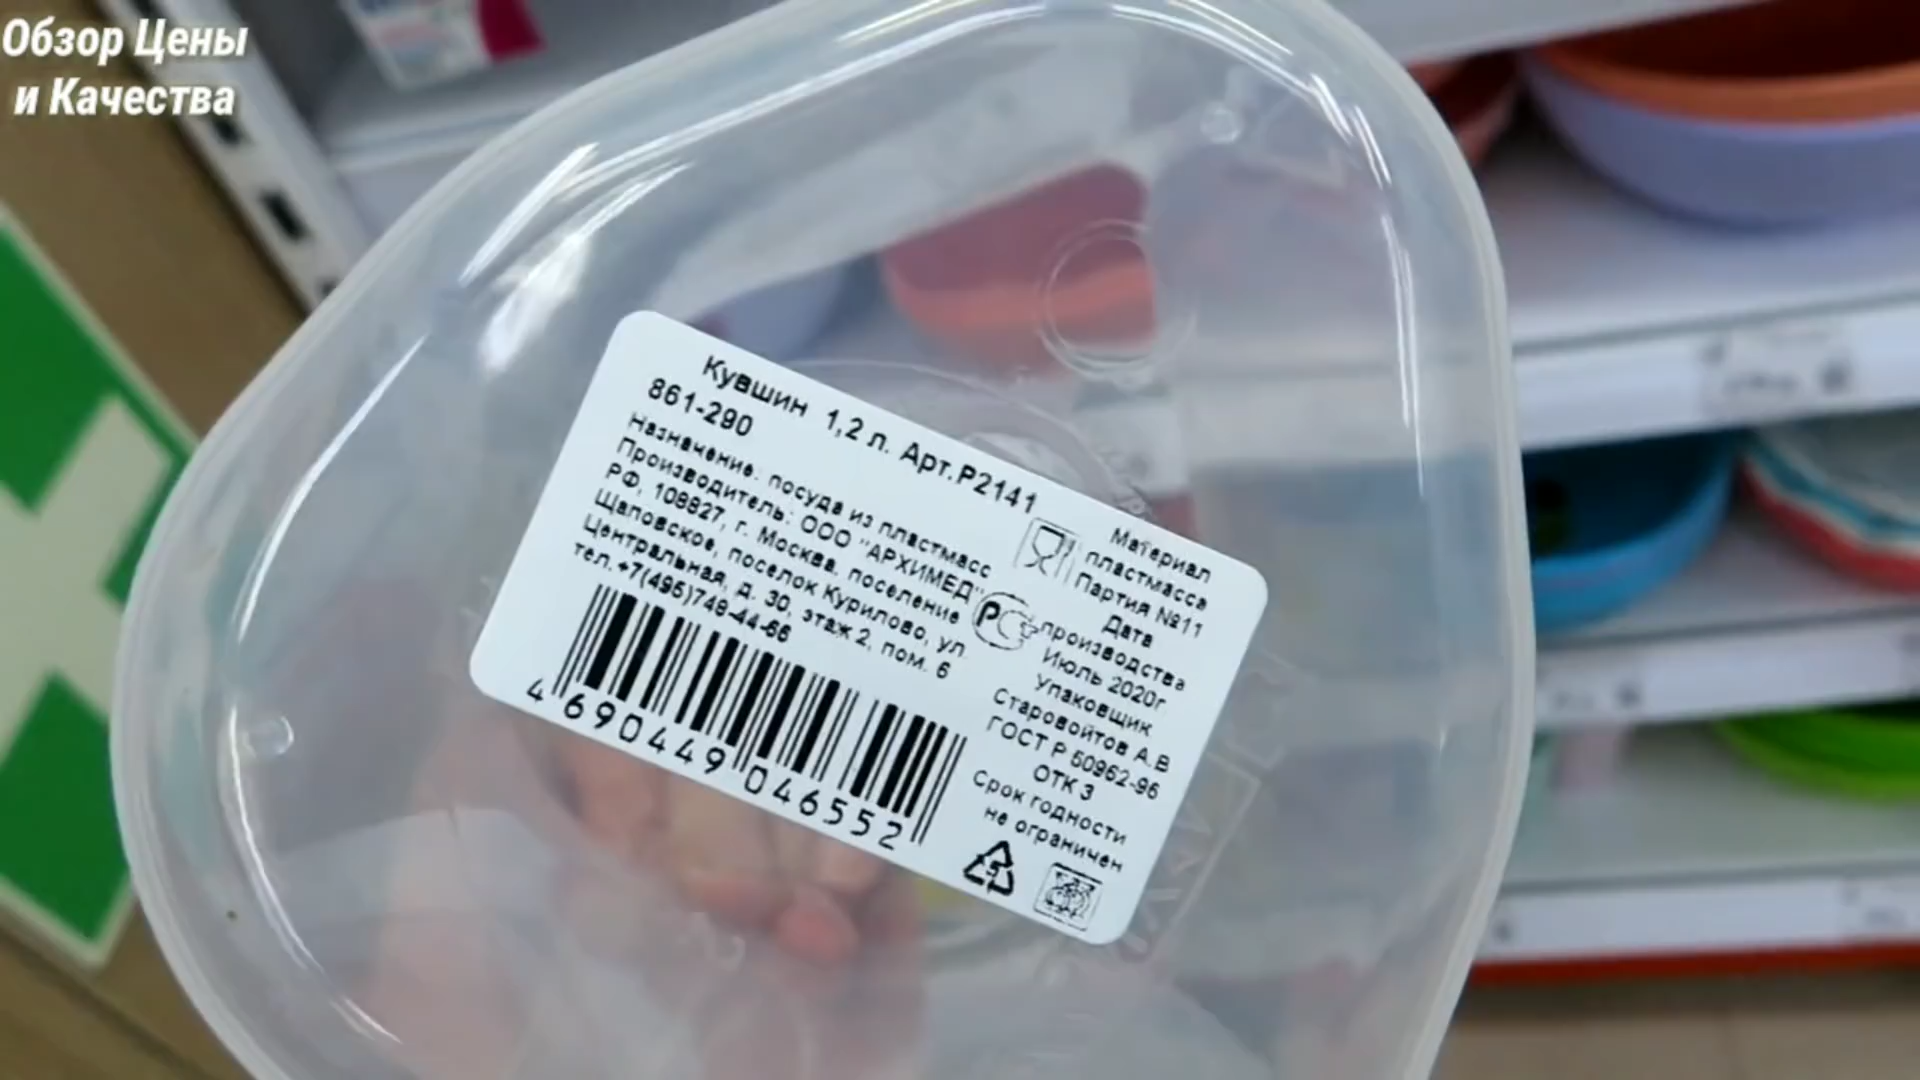 Обзор Цены
и Качества
Кувшин 1,2 л. Арт.Р2141
861-290
Назначение: посуда из пластмасс
Производитель: ООО "АРХИМЕД"
РФ, 108827, г. Москва, поселение
Щаповское, поселок Курилово, ул
Центральная, д. 30, этаж 2, пом. 6
тел.+7(495)748-44-66
4 690449 046552
Материал
пластмасса
Партия №11
Дата
производства
Июль 2020г
Упаковщик
Старовойтов А.В
ГОСТ Р 50962-96
ОТК 3
Срок годности
не ограничен
РС
5